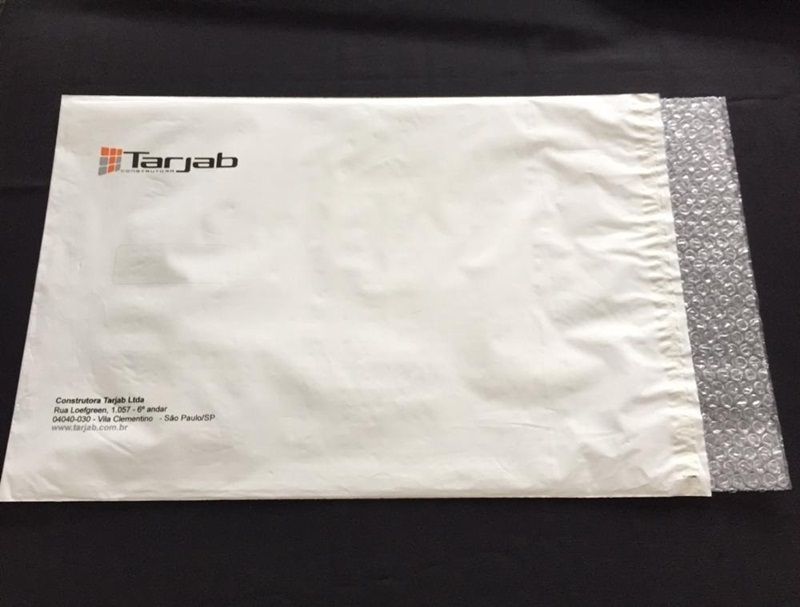 Tarjab
CONSTRUTORA
Construtora Tarjab Ltda
Rua Loefgreen, 1.057 - 6º andar
04040-030 - Vila Clementino - São Paulo/SP
www.tarjab.com.br